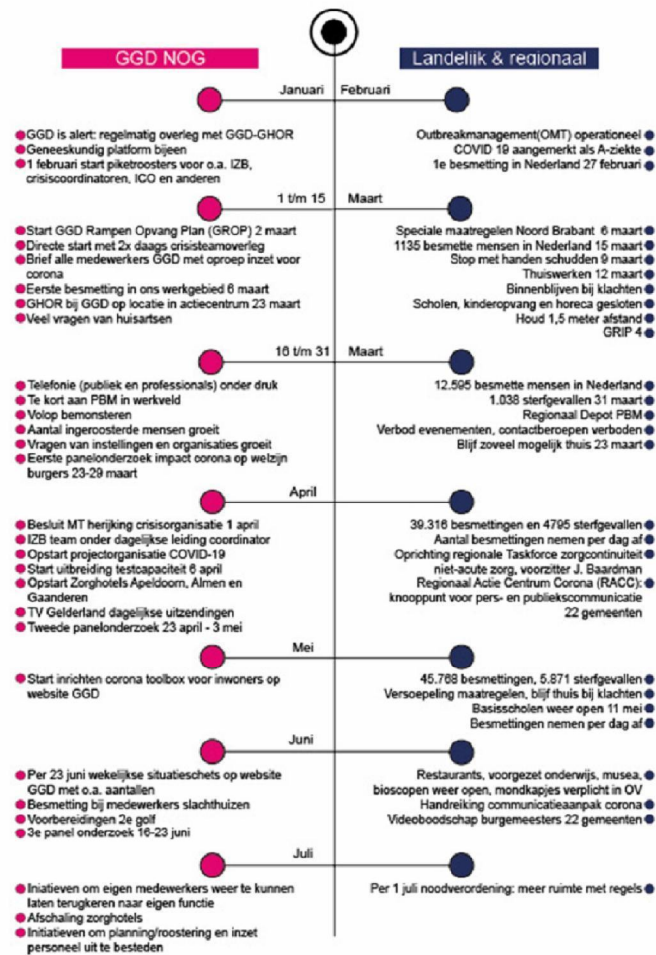 GGD NOG
Landelijk & regionaal
Januari
Februari
GGD is alert: regelmatig overleg met GGD-GHOR
Geneeskundig platform bijeen
1 februari start piketroosters voor o.a. IZB,
crisiscoordinatoren, ICO en anderen
Outbreakmanagement(OMT) operationeel
COVID 19 aangemerkt als A-ziekte
1e besmetting in Nederland 27 februari
1 t/m 15
Maart
Start GGD Rampen Opvang Plan (GROP) 2 maart
Directe start met 2x daags crisisteamoverleg
Brief alle medewerkers GGD met oproep inzet voor
corona
Eerste besmetting in ons werkgebied 6 maart
GHOR bij GGD op locatie in actiecentrum 23 maart
Veel vragen van huisartsen
Speciale maatregelen Noord Brabant 6 maart
1135 besmette mensen in Nederland 15 maart
Stop met handen schudden 9 maart
Thuiswerken 12 maart
Binnenblijven bij klachten
Scholen, kinderopvang en horeca gesloten
Houd 1,5 meter afstand
GRIP 4
16 t/m 31
Maart
Telefonie (publiek en professionals) onder druk
Te kort aan PBM in werkveld
Volop bemonsteren
Aantal ingeroosterde mensen groeit
Vragen van instellingen en organisaties groeit
Eerste panelonderzoek impact corona op welzijn
burgers 23-29 maart
12.595 besmette mensen in Nederland
1.038 sterfgevallen 31 maart
Regionaal Depot PBM
Verbod evenementen, contactberoepen verboden
Blijf zoveel mogelijk thuis 23 maart
April
Besluit MT herijking crisisorganisatie 1 april
IZB team onder dagelijkse leiding coordinator
Opstart projectorganisatie COVID-19
Start uitbreiding testcapaciteit 6 april
Opstart Zorghotels Apeldoorn, Almen en
Gaanderen
TV Gelderland dagelijkse uitzendingen
Tweede panelonderzoek 23 april - 3 mei
39.316 besmettingen en 4795 sterfgevallen
Aantal besmettingen nemen per dag af
Oprichting regionale Taskforce zorgcontinuiteit
niet-acute zorg, voorzitter J. Baardman
Regionaal Actie Centrum Corona (RACC):
knooppunt voor pers- en publiekscommunicatie
22 gemeenten
Mei
Start inrichten corona toolbox voor inwoners op
website GGD
45.768 besmettingen, 5.871 sterfgevallen
Versoepeling maatregelen, blijf thuis bij klachten
Basisscholen weer open 11 mei
Besmettingen nemen per dag af
Juni
Per 23 juni wekelijkse situatieschets op website
GGD met o.a. aantallen
Besmetting bij medewerkers slachthuizen
Voorbereidingen 2e golf
3e panel onderzoek 16-23 juni
Restaurants, voorgezet onderwijs, musea,
bioscopen weer open, mondkapjes verplicht in OV
Handreiking communicatieaanpak corona
Videoboodschap burgemeesters 22 gemeenten
Juli
Iniatieven om eigen medewerkers weer te kunnen
laten terugkeren naar eigen functie
Afschaling zorghotels
Initiatieven om planning/roostering en inzet
personeel uit te besteden
Per 1 juli noodverordening: meer ruimte met regels